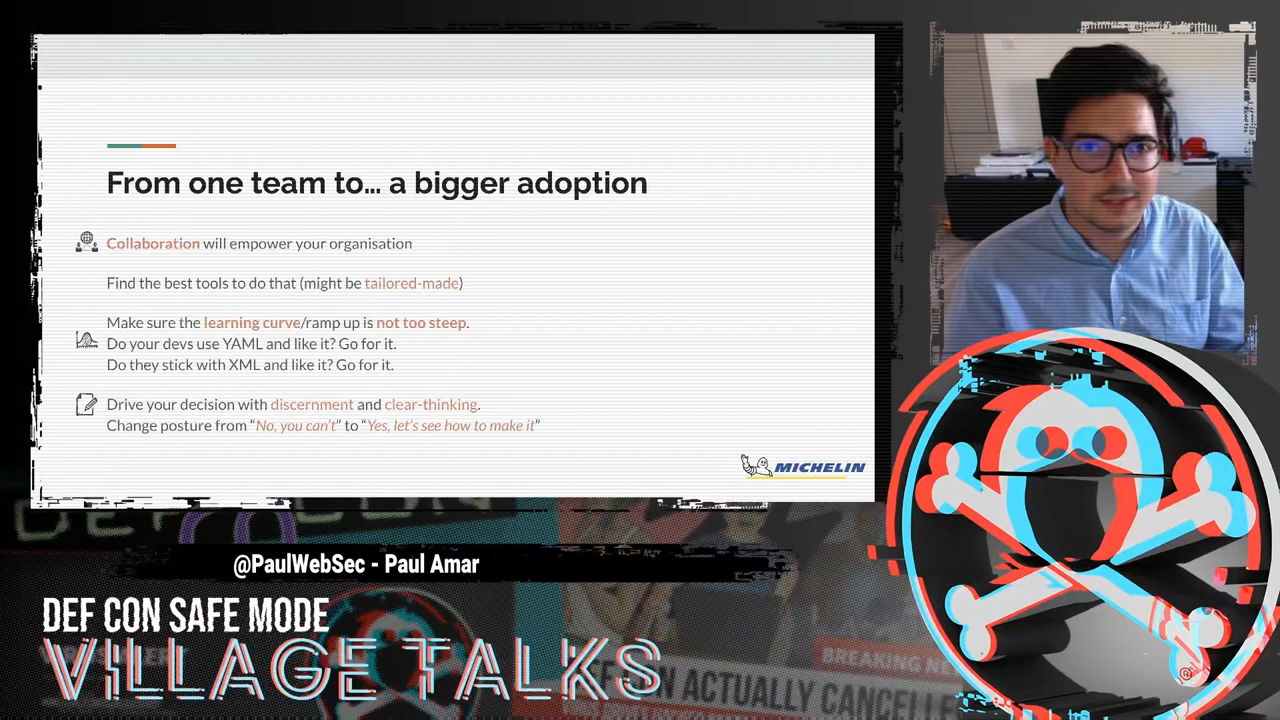 From one team to... a bigger adoption
Collaboration will empower your organisation
Find the best tools to do that (might be tailored-made)
Make sure the learning curve/ramp up is not too steep.
Do your devs use YAML and like it? Go for it.
Do they stick with XML and like it? Go for it.
Drive your decision with discernment and clear-thinking.
Change posture from “No, you can't” to “Yes, let's see how to make it”
MICHELIN
@PaulWebSec - Paul Amar
DEF CON SAFE MODE
VILLAGE TALKS
DEF CON
BREAKING
CON ACTUALLY
®